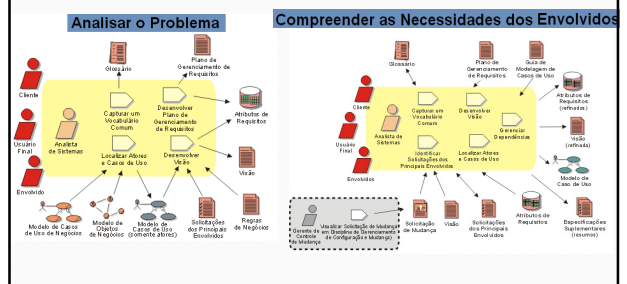 Analisar o Problema
Glossário
Plano de
Gerenciamento de
Requisitos
Cliente
Usuário
Final
Envolvido
Analista
de Sistemas
Capturar um
Vocabulário
Comum
Desenvolver
Plano de
Gerenciamento
de Requisitos
Localizar Atores
e Casos de Uso
Desenvolver
Visão
Atributos de
Requisitos
Visão
Modelo de Casos
de Uso de Negócios
Modelo de
Objetos
de Negócios
Modelo de
Casos de Uso
(somente atores)
Solicitações
dos Principais
Envolvidos
Regras
de Negócios
Compreender as Necessidades dos Envolvidos
Glossário
Plano de
Gerenciamento
de Requisitos
Guia de
Modelagem de
Casos de Uso
Cliente
Usuário
Final
Envolvidos
Analista de
Sistemas
Capturar um
Vocabulário
Comum
Desenvolver
Visão
Gerenciar
Dependências
Identificar
Solicitações dos
Principais Envolvidos
Localizar Atores
e Casos de Uso
Atributos de
Requisitos
(refinados)
Visão
(refinada)
Modelo de
Caso de Uso
Gerente de
Controle
de Mudança
Visualizar Solicitação de Mudança
(em Disciplina de Gerenciamento
de Configuração e Mudança)
Solicitação
de Mudança
Visão
Solicitações
dos Principais
Envolvidos
Atributos de
Requisitos
Especificações
Suplementares
(resumos)